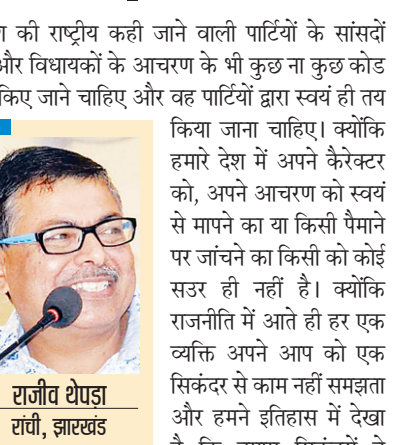 की राष्ट्रीय कही जाने वाली पार्टियों के सांसदों
और विधायकों के आचरण के भी कुछ ना कुछ कोड
किए जाने चाहिए और वह पार्टियों द्वारा स्वयं ही तय
किया जाना चाहिए। क्योंकि
हमारे देश में अपने कैरेक्टर
को, अपने आचरण को स्वयं
से मापने का या किसी पैमाने
पर जांचने का किसी को कोई
सउर ही नहीं है। क्योंकि
राजनीति में आते ही हर एक
व्यक्ति अपने आप को एक
सिकंदर से काम नहीं समझता
और हमने इतिहास में देखा
राजीव थेपड़ा
रांची, झारखंड